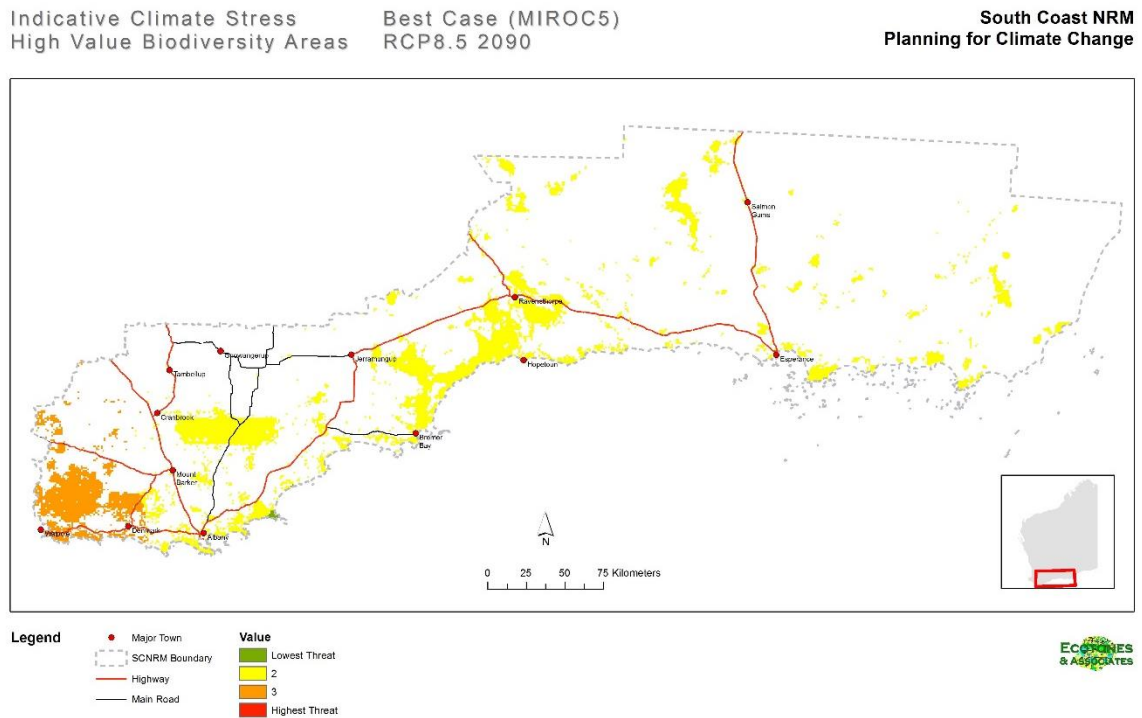 Indicative Climate Stress
High Value Biodiversity Areas
Best Case (MIROC5)
RCP8.5 2090
South Coast NRM
Planning for Climate Change
Salmon
Gums
Ravensthorpe
Gnowangerup
Jerramungup
Hopetoun
Esperance
Tambellup
Cranbrook
Bremer
Bay
Mount
Barker
Walpole
Denmark
Albany
N
0 25 50 75 Kilometers
Legend
Major Town
SCNRM Boundary
Highway
Main Road
Value
Lowest Threat
2
3
Highest Threat
ECOTONES
& ASSOCIATES